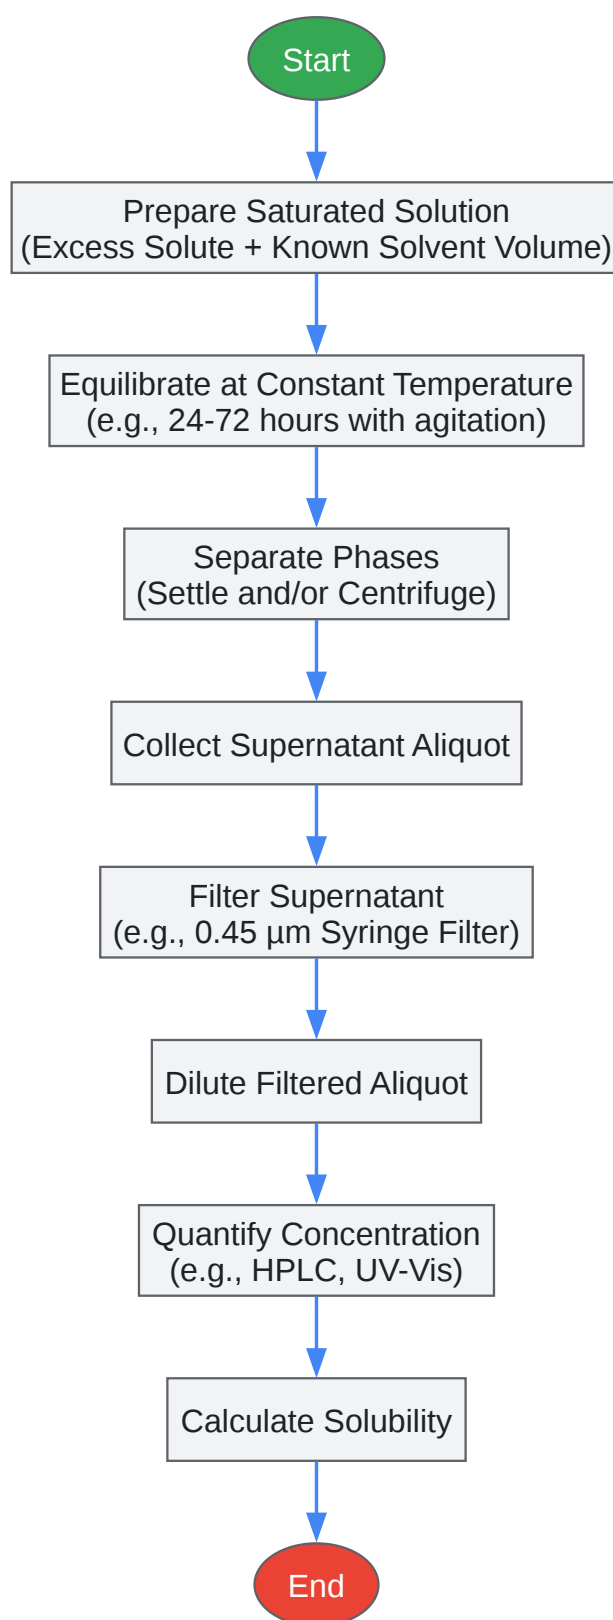 Start
Prepare Saturated Solution
(Excess Solute + Known Solvent Volume)
Equilibrate at Constant Temperature
(e.g., 24-72 hours with agitation)
Separate Phases
(Settle and/or Centrifuge)
Collect Supernatant Aliquot
Filter Supernatant
(e.g., 0.45 µm Syringe Filter)
Dilute Filtered Aliquot
Quantify Concentration
(e.g., HPLC, UV-Vis)
Calculate Solubility
End